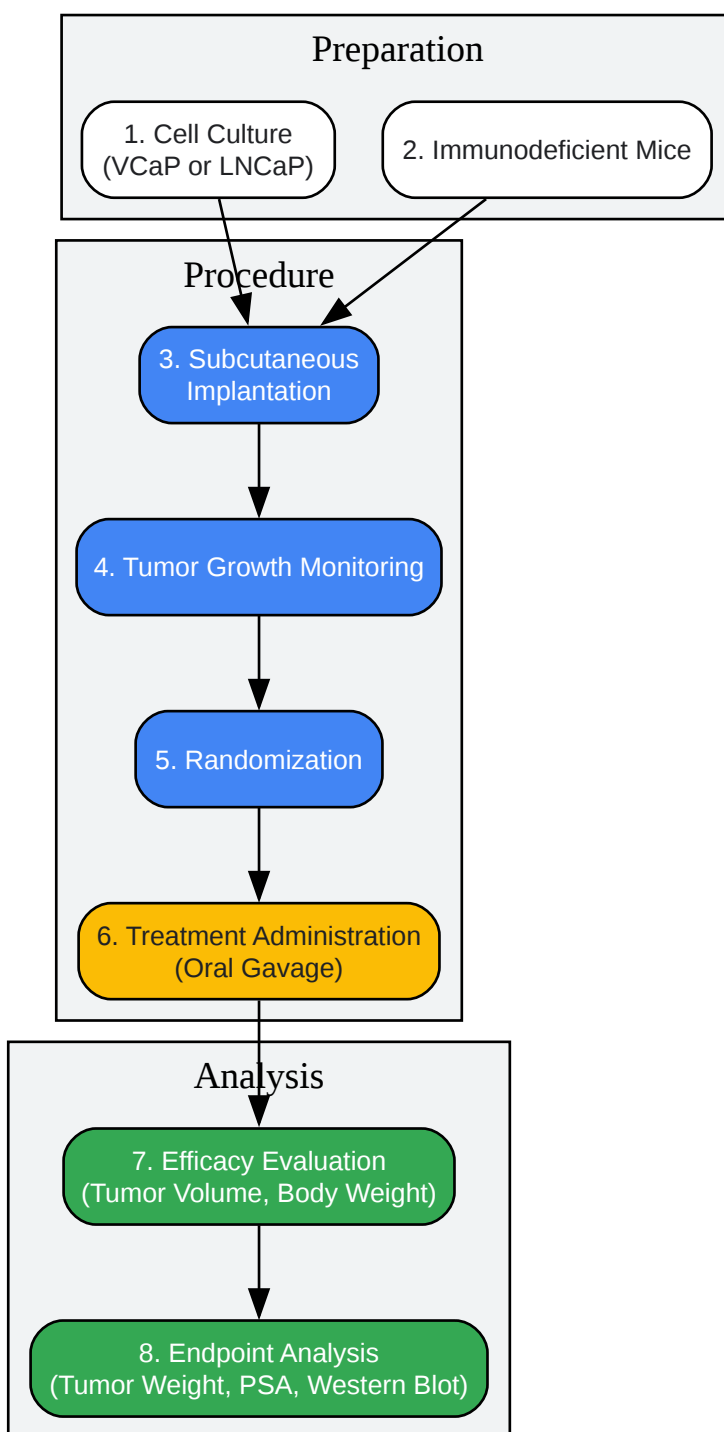 Preparation
1. Cell Culture
(VCaP or LNCaP)
2. Immunodeficient Mice
Procedure
3. Subcutaneous
Implantation
4. Tumor Growth Monitoring
5. Randomization
6. Treatment Administration
(Oral Gavage)
Analysis
7. Efficacy Evaluation
(Tumor Volume, Body Weight)
8. Endpoint Analysis
(Tumor Weight, PSA, Western Blot)